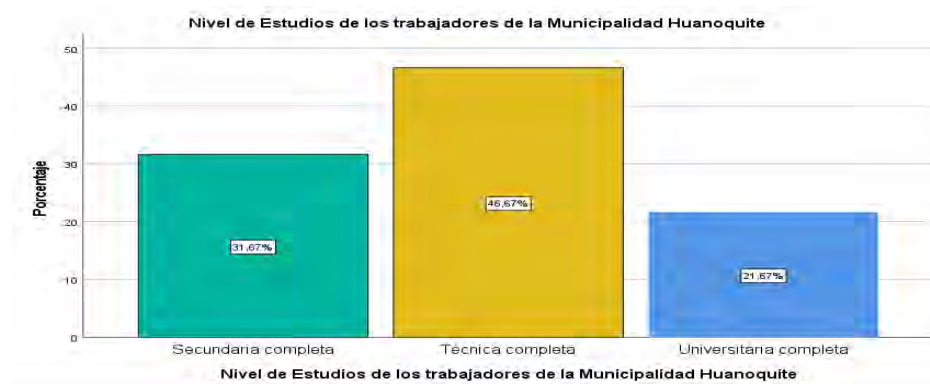 Nivel de Estudios de los trabajadores de la Municipalidad Huanoquite
50
40
30
20
10
0
Porcentaje
31,67%
46,67%
21,67%
Secundaria completa
Técnica completa
Universitaria completa
Nivel de Estudios de los trabajadores de la Municipalidad Huanoquite